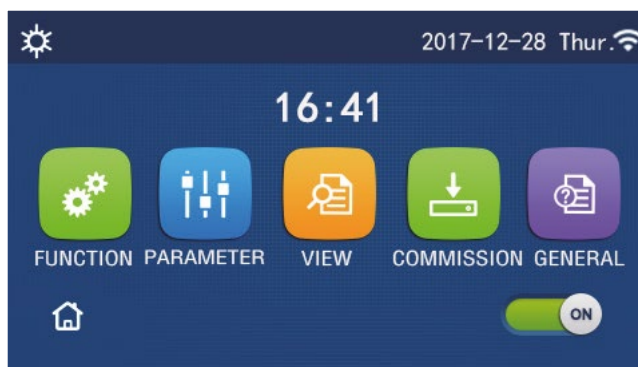 2017-12-28 Thur.
16:41
FUNCTION PARAMETER VIEW COMMISSION GENERAL
ON